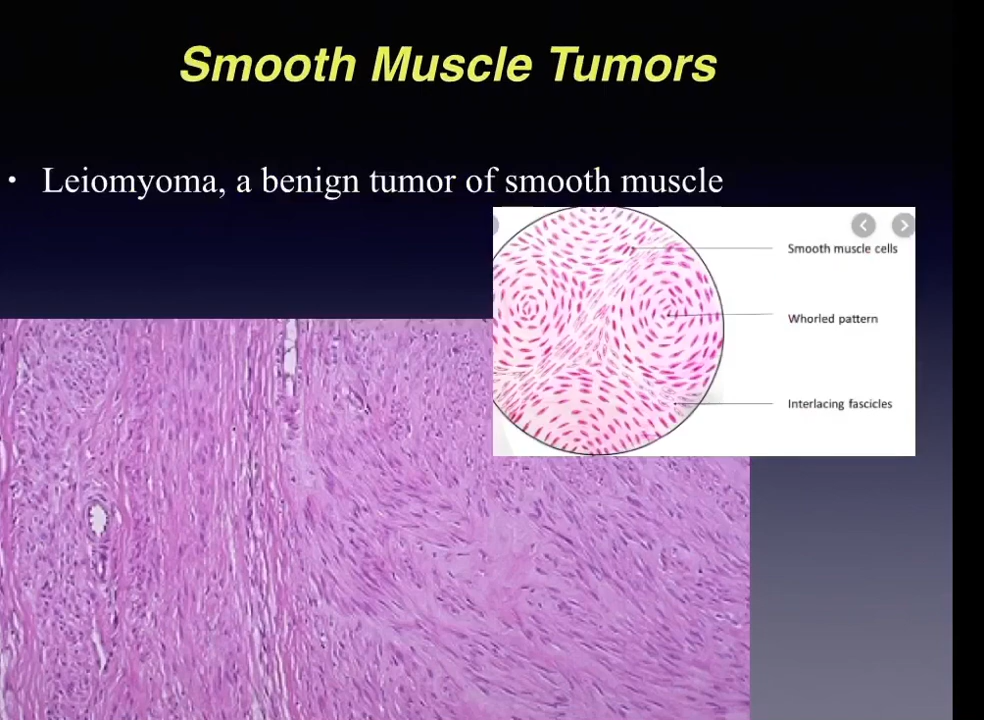 Smooth Muscle Tumors
• Leiomyoma, a benign tumor of smooth muscle
Smooth muscle cells
Whorled pattern
Interlacing fascicles